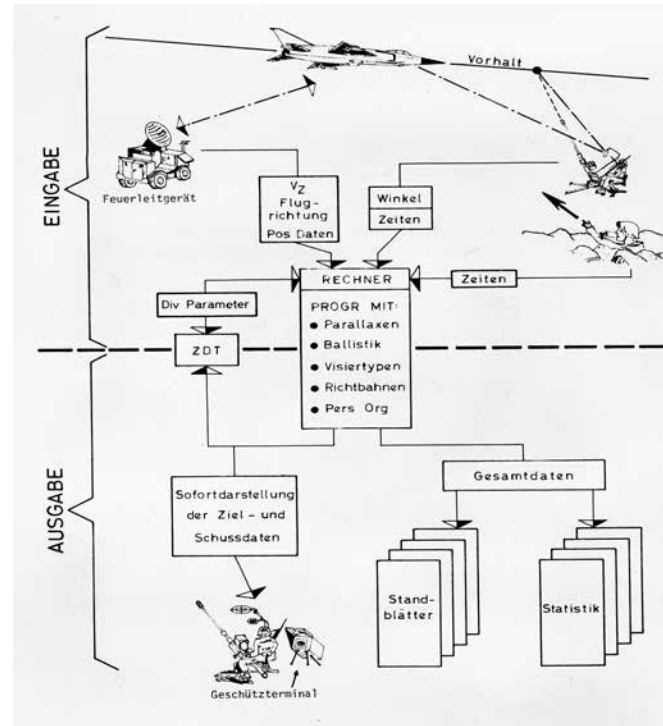 Vorhalt
EINGABE
Feuerleitgerät
VZ
Flug-
richtung
Pos Daten
Winkel
Zeiten
Zeiten
RECHNER
PROGR MIT:
● Parallaxen
● Ballistik
● Visiertypen
● Richtbahnen
● Pers Org
Div Parameter
ZDT
AUSGABE
Sofortdarstellung
der Ziel- und
Schussdaten
Gesamtdaten
Stand-
blätter
Statistik
Geschützterminal